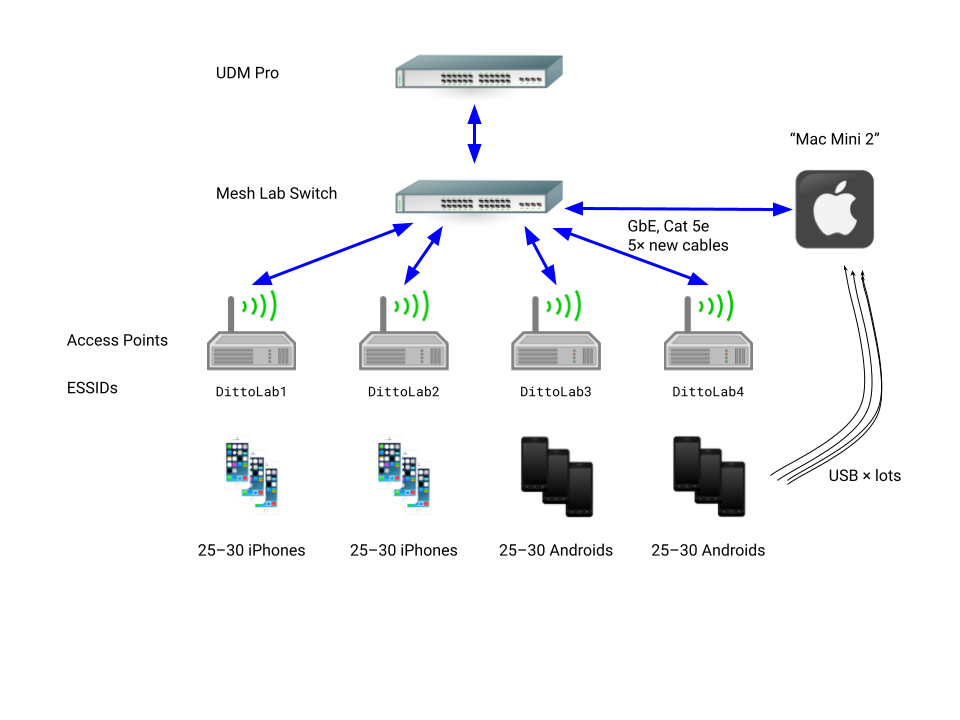 UDM Pro
“Mac Mini 2”
Mesh Lab Switch
GbE, Cat 5e
5× new cables
Access Points
ESSIDs
DittoLab1
DittoLab2
DittoLab3
DittoLab4
USB × lots
25–30 iPhones
25–30 iPhones
25–30 Androids
25–30 Androids